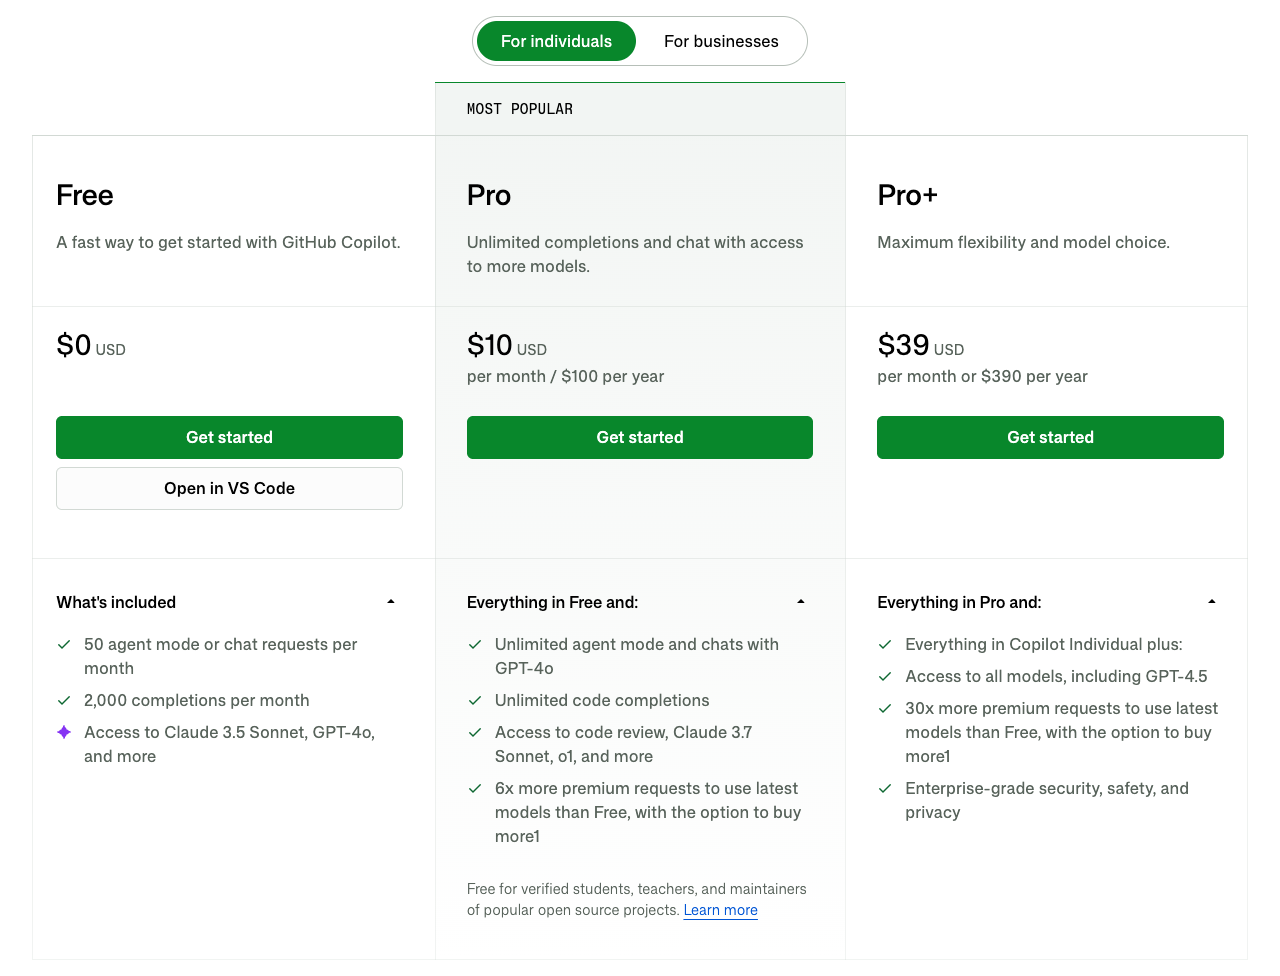 For individuals
For businesses
MOST POPULAR
Free
A fast way to get started with GitHub Copilot.
$0 USD
Get started
Open in VS Code
What's included
50 agent mode or chat requests per
month
2,000 completions per month
Access to Claude 3.5 Sonnet, GPT-4o,
and more
Pro
Unlimited completions and chat with access
to more models.
$10 USD
per month / $100 per year
Get started
Everything in Free and:
Unlimited agent mode and chats with
GPT-4o
Unlimited code completions
Access to code review, Claude 3.7
Sonnet, o1, and more
6x more premium requests to use latest
models than Free, with the option to buy
more1
Free for verified students, teachers, and maintainers
of popular open source projects. Learn more
Pro+
Maximum flexibility and model choice.
$39 USD
per month or $390 per year
Get started
Everything in Pro and:
Everything in Copilot Individual plus:
Access to all models, including GPT-4.5
30x more premium requests to use latest
models than Free, with the option to buy
more1
Enterprise-grade security, safety, and
privacy